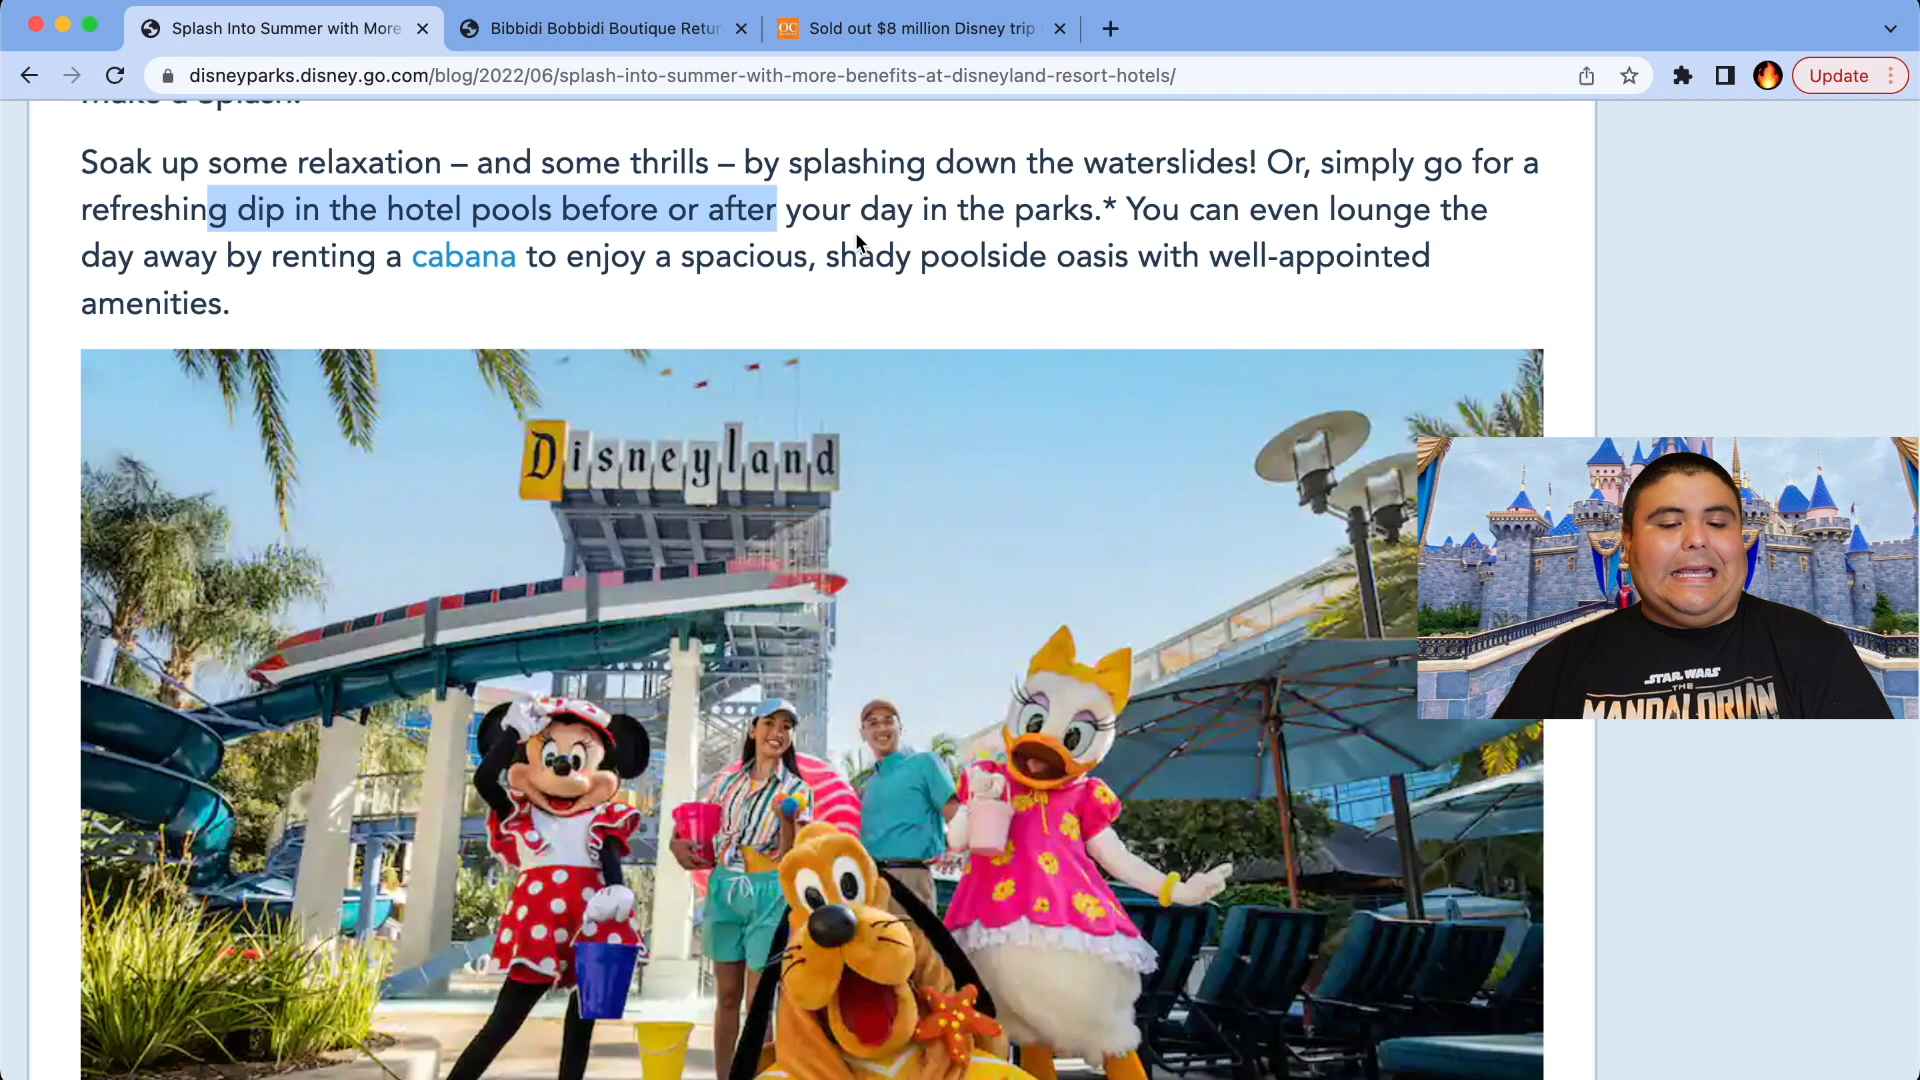 Splash Into Summer with More
Bibbidi Bobbidi Boutique Retur
OC
Sold out $8 million Disney trip
disneyparks.disney.go.com/blog/2022/06/splash-into-summer-with-more-benefits-at-disneyland-resort-hotels/
Update
make a splash!
Soak up some relaxation – and some thrills – by splashing down the waterslides! Or, simply go for a
refreshing dip in the hotel pools before or after your day in the parks.* You can even lounge the
day away by renting a cabana to enjoy a spacious, shady poolside oasis with well-appointed
amenities.
Disneyland
STAR WARS
THE
MANDALORIAN